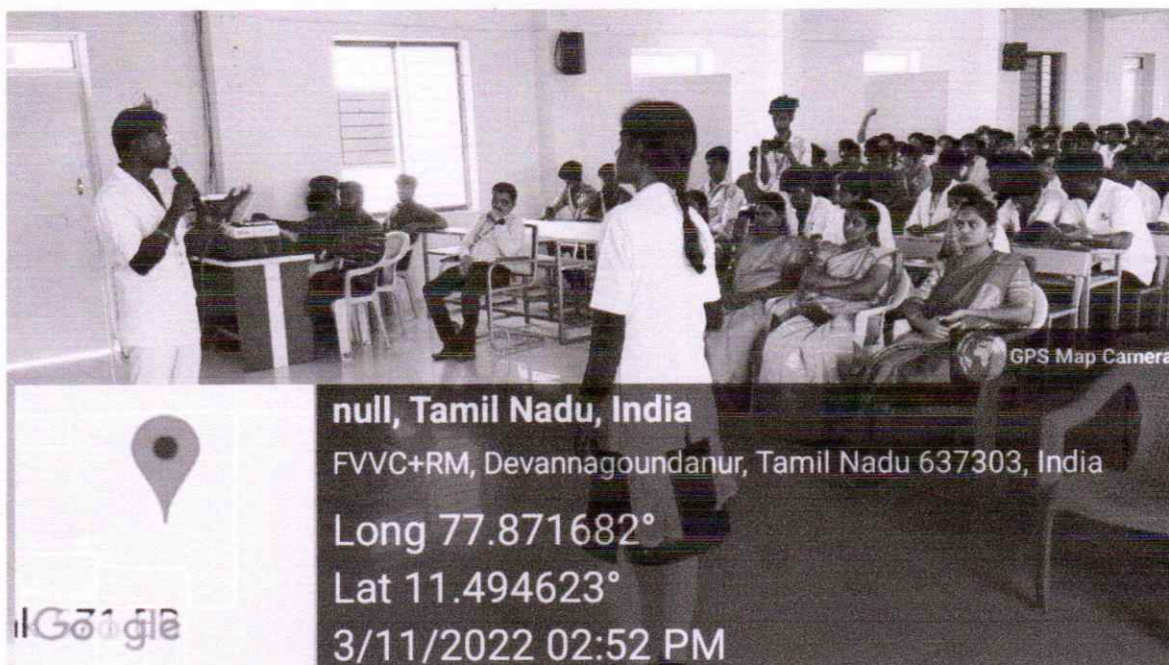 GPS Map Camera
null, Tamil Nadu, India
FVVC+RM, Devannagoundanur, Tamil Nadu 637303, India
Long 77.871682°
Lat 11.494623°
3/11/2022 02:52 PM
Google